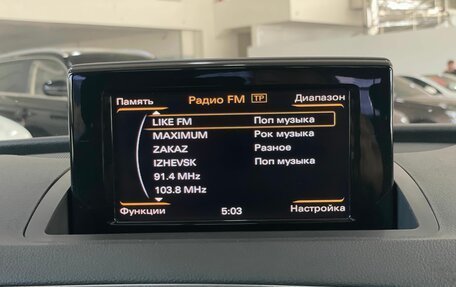 Память Радио FM TP Диапазон
LIKE FM Поп музыка
MAXIMUM Рок музыка
ZAKAZ Разное
IZHEVSK Поп музыка
91.4 MHz
103.8 MHz
Функции 5:03 Настройка